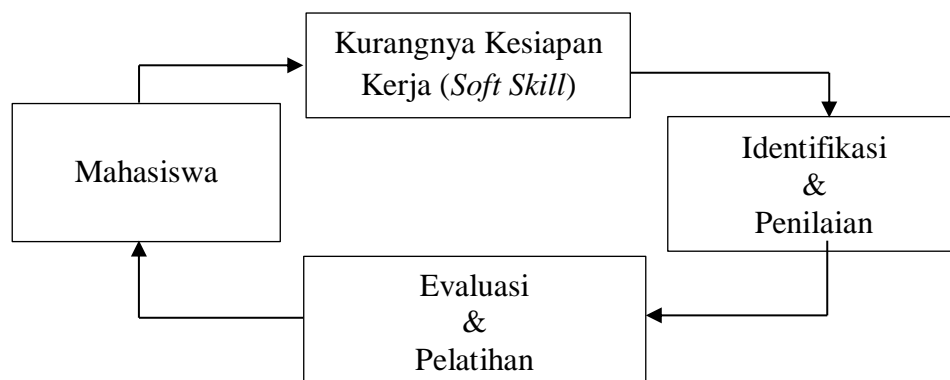 Kurangnya Kesiapan
Kerja (Soft Skill)
Mahasiswa
Identifikasi
&
Penilaian
Evaluasi
&
Pelatihan